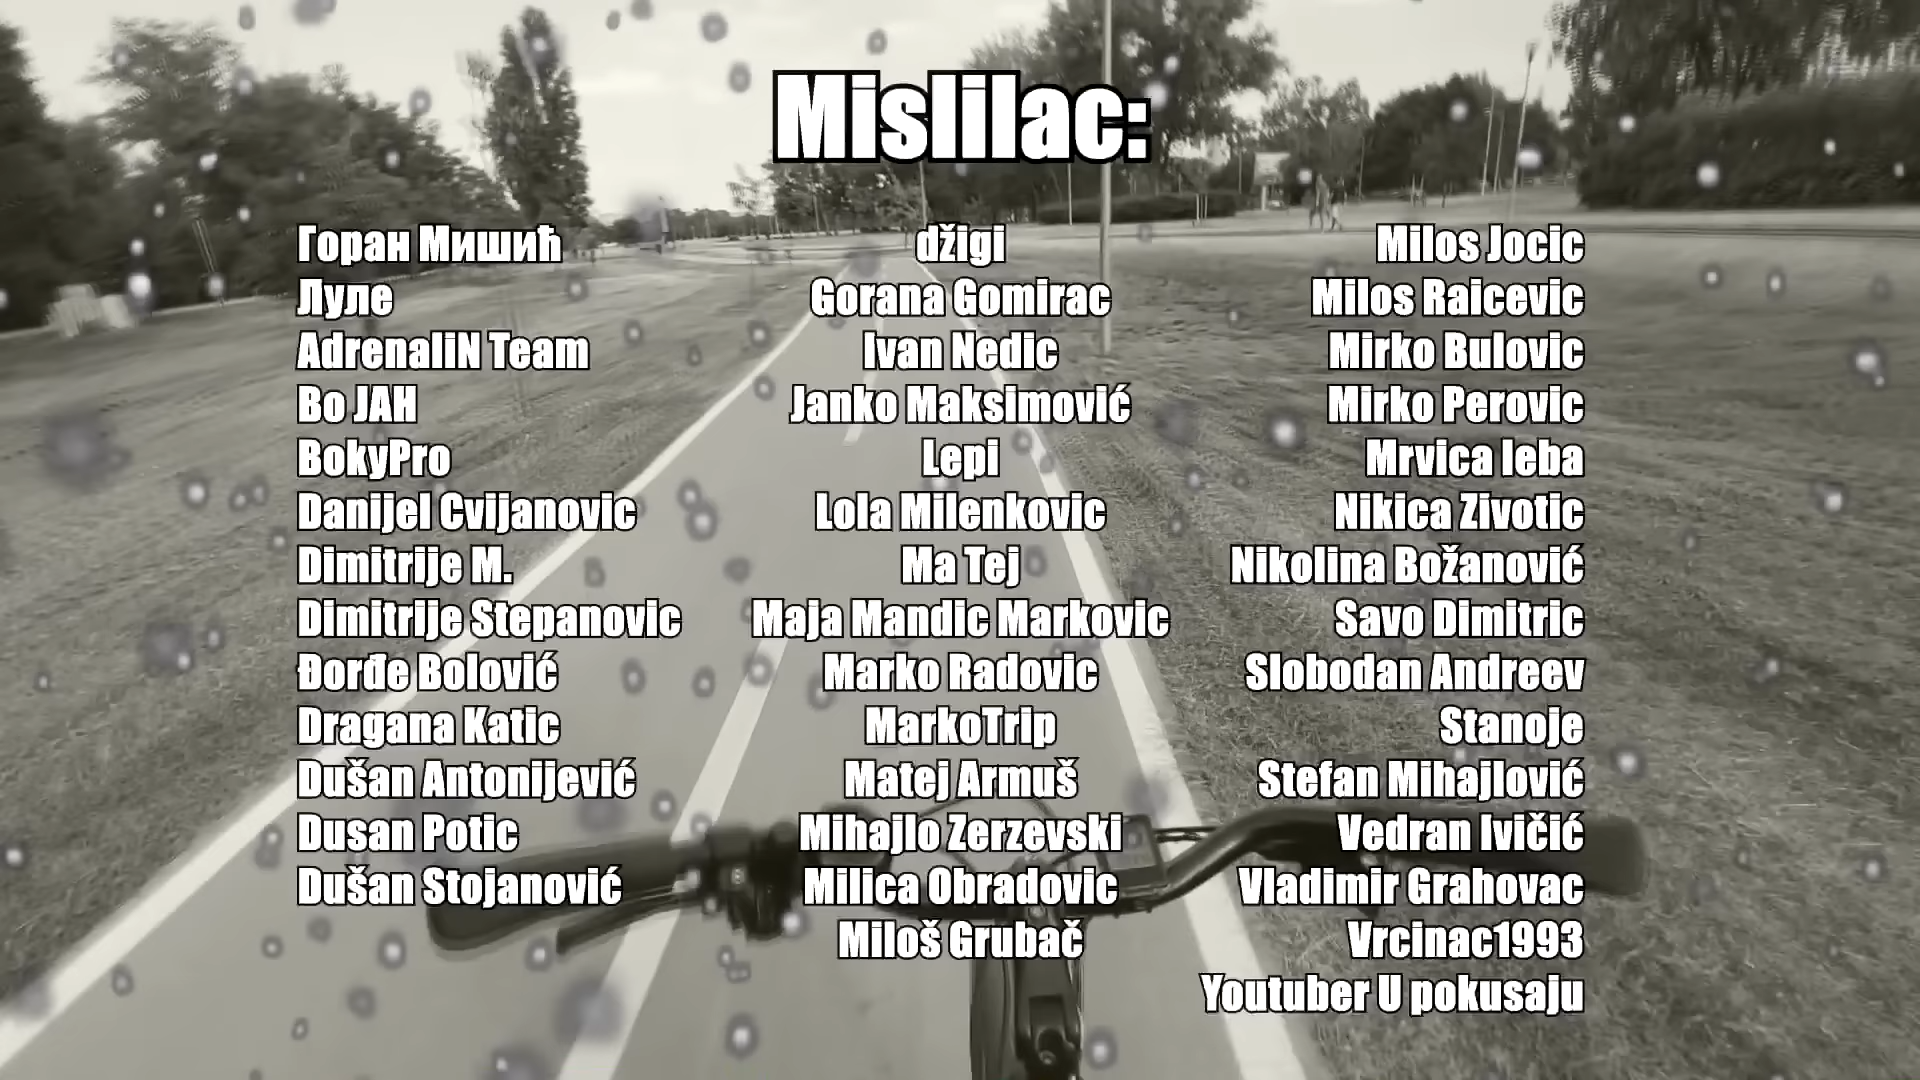 Mislilac:
Горан Мишић
Луле
AdrenaliN Team
Bo JAH
BokyPro
Danijel Cvijanovic
Dimitrije M.
Dimitrije Stepanovic
Đorđe Bolović
Dragana Katic
Dušan Antonijević
Dusan Potic
Dušan Stojanović
džigi
Gorana Gomirac
Ivan Nedic
Janko Maksimović
Lepi
Lola Milenkovic
Ma Tej
Maja Mandic Markovic
Marko Radovic
MarkoTrip
Matej Armuš
Mihajlo Zerzevski
Milica Obradovic
Miloš Grubač
Milos Jocic
Milos Raicevic
Mirko Bulovic
Mirko Perovic
Mrvica leba
Nikica Zivotic
Nikolina Božanović
Savo Dimitric
Slobodan Andreev
Stanoje
Stefan Mihajlović
Vedran Ivičić
Vladimir Grahovac
Vrcinac1993
Youtuber U pokusaju